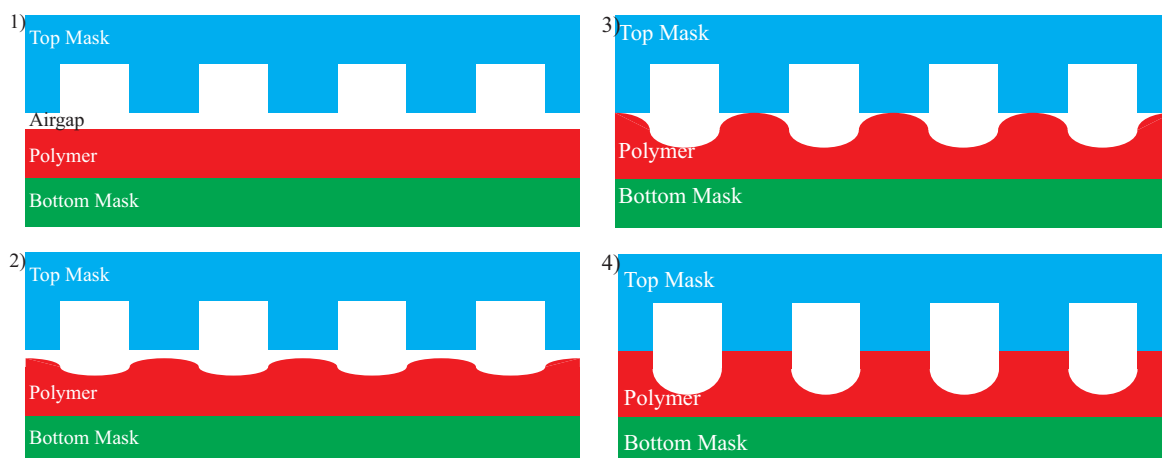 1)
Top Mask
Airgap
Polymer
Bottom Mask
2)
Top Mask
Polymer
Bottom Mask
3)
Top Mask
Polymer
Bottom Mask
4)
Top Mask
Polymer
Bottom Mask